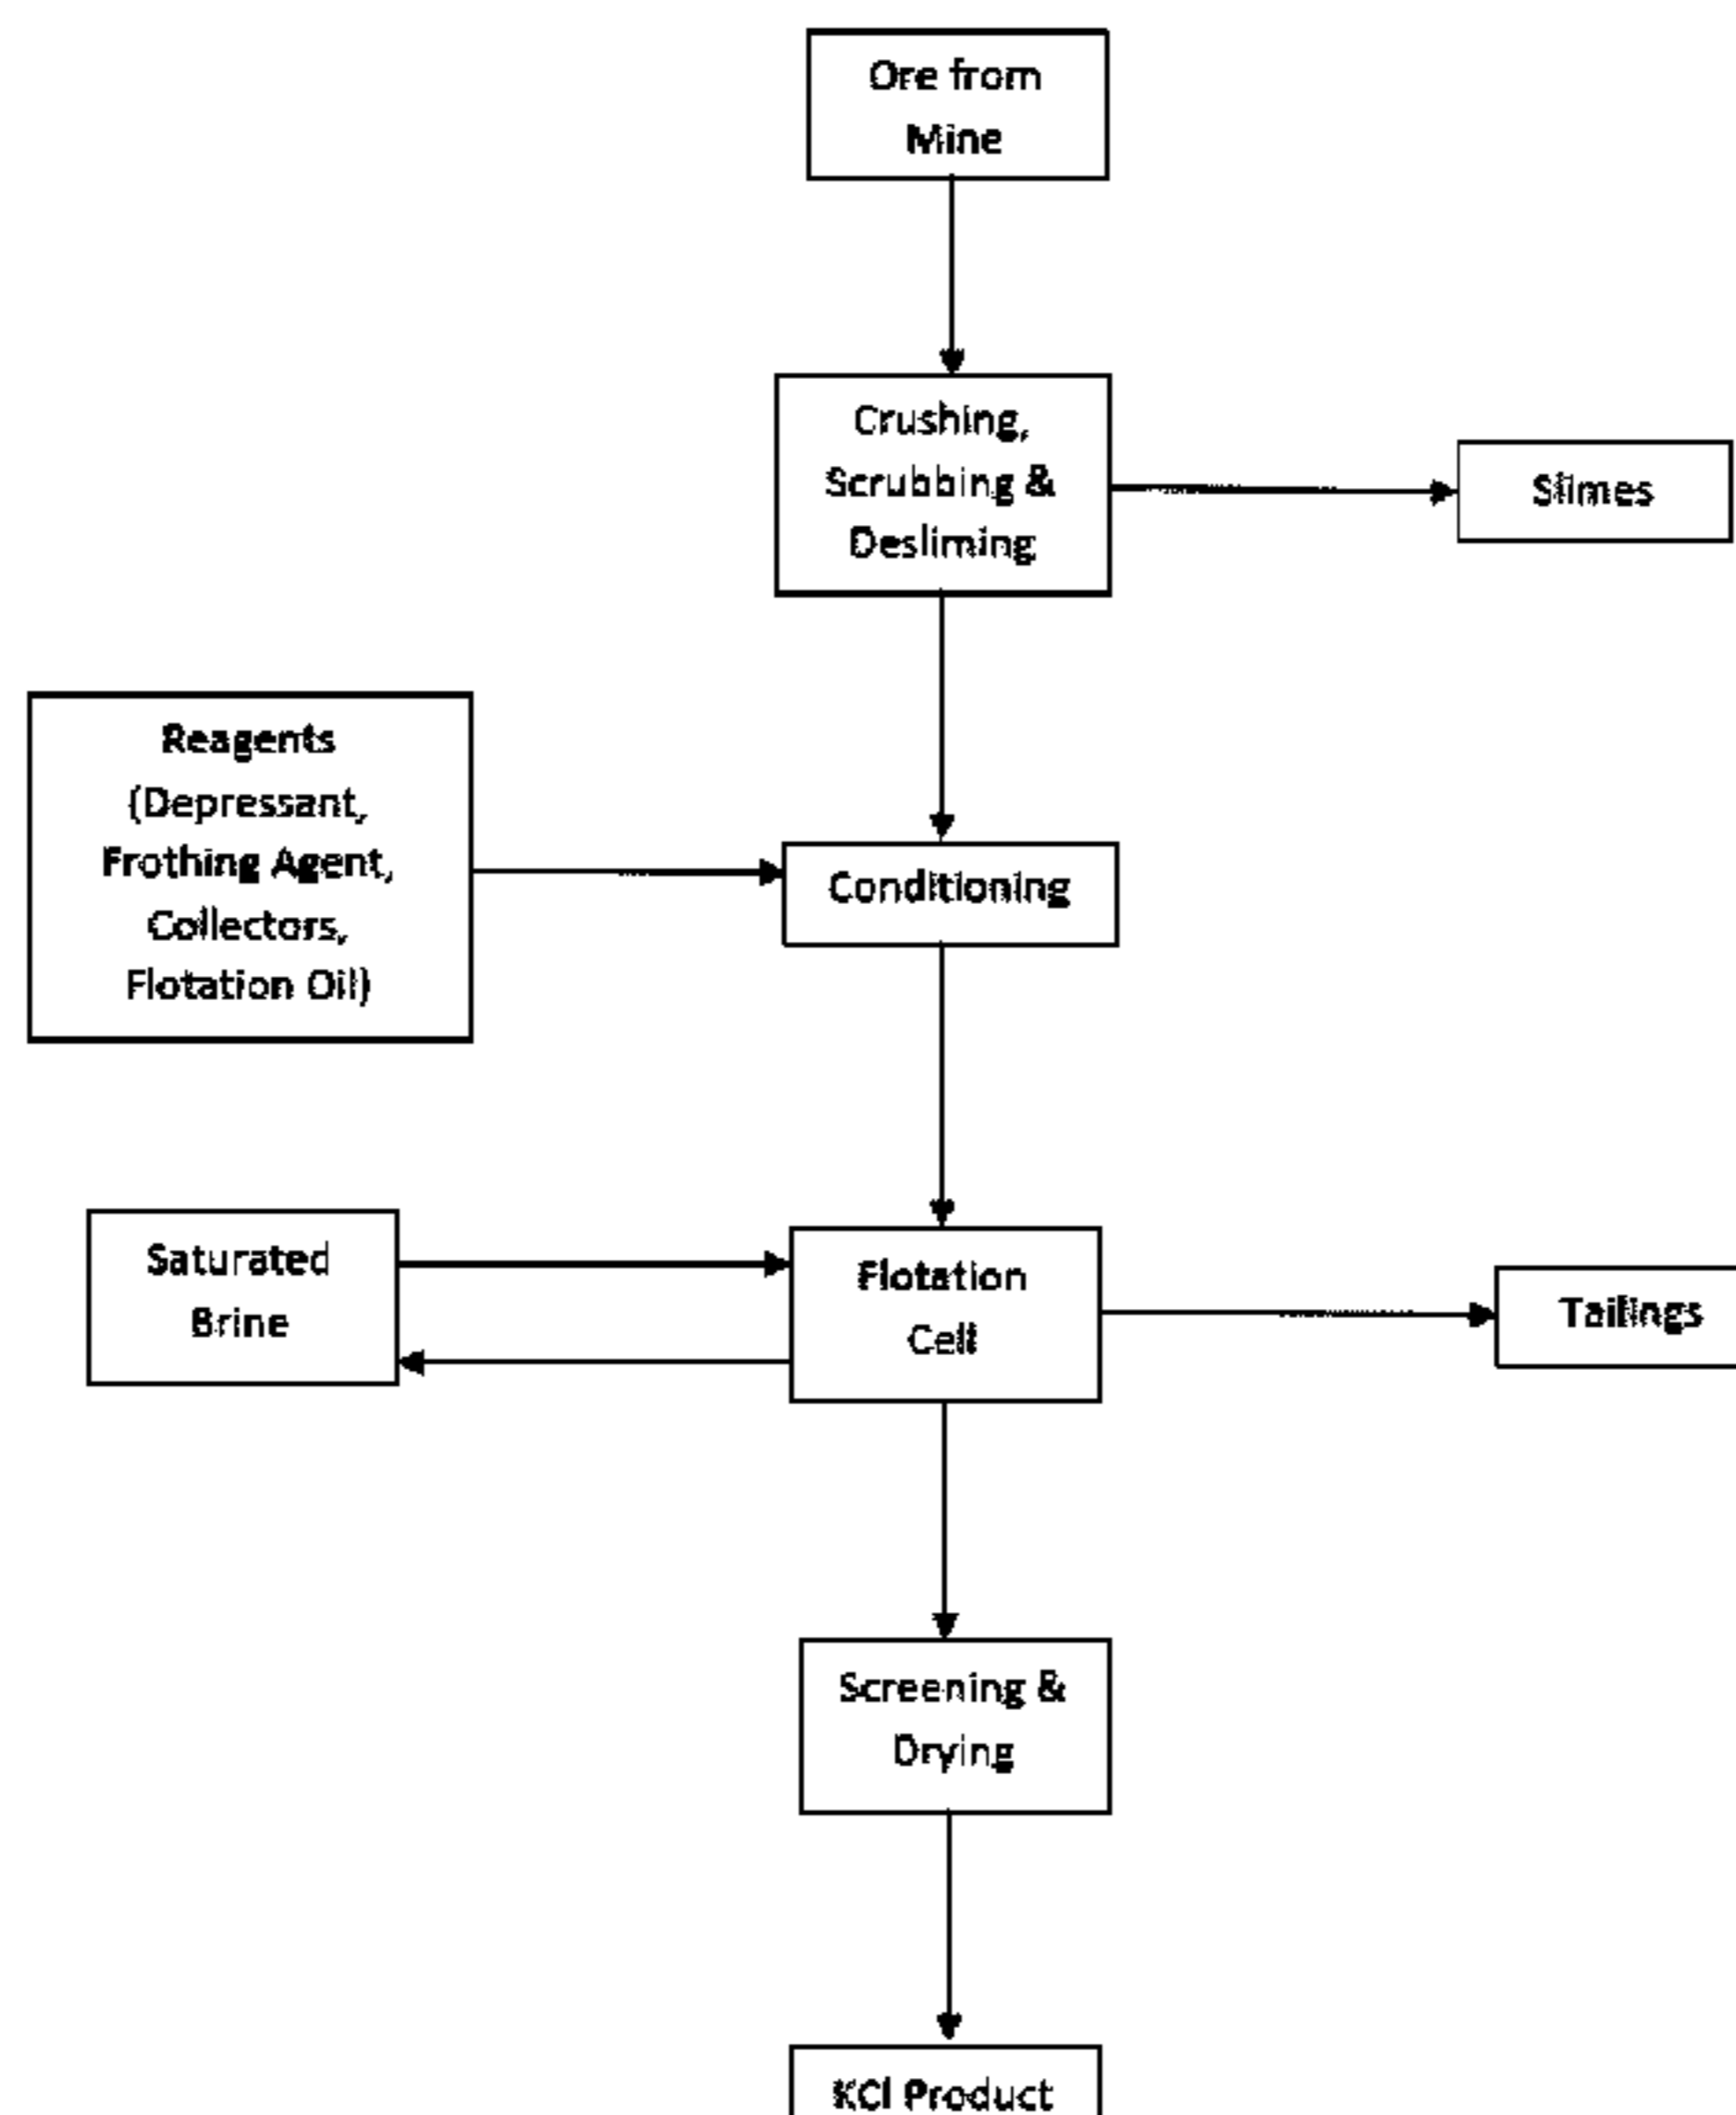 Ore from
Mine
Crushing,
Scrubbing &
Desliming
Slimes
Reagents
(Depressant,
Frothing Agent,
Collectors,
Flotation Oil)
Conditioning
Saturated
Brine
Flotation
Cell
Tailings
Screening &
Drying
KCl Product